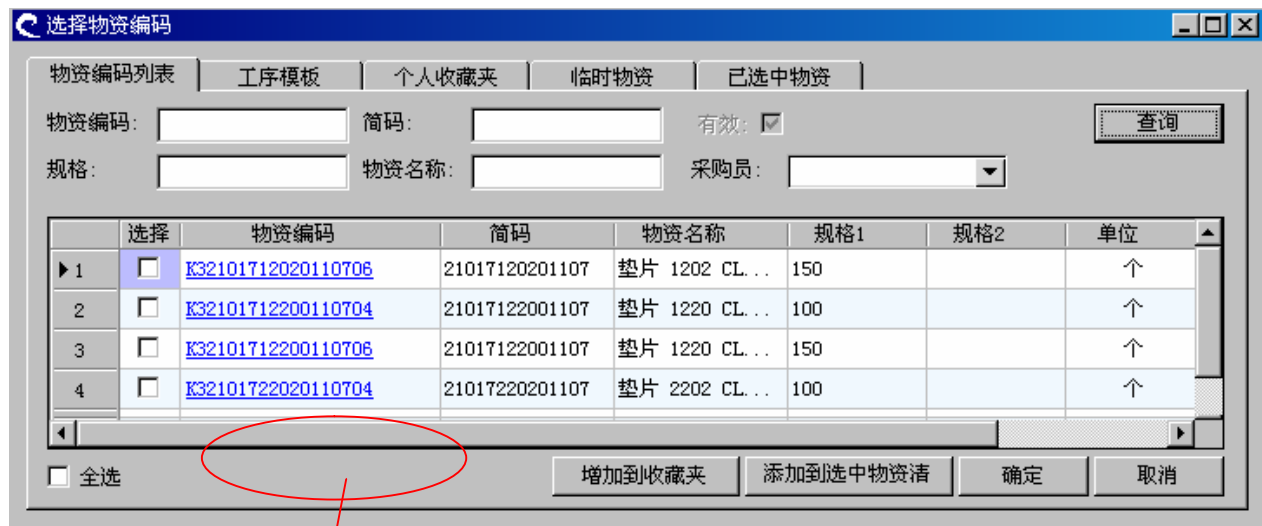 选择物资编码
物资编码列表 工序模板 个人收藏夹 临时物资 已选中物资
物资编码: 简码: 有效: 查询
规格: 物资名称: 采购员:
选择 物资编码 简码 物资名称 规格1 规格2 单位
1 K32101712020110706 21017120201107 垫片 1202 CL... 150 个
2 K32101712200110704 21017122001107 垫片 1220 CL... 100 个
3 K32101712200110706 21017122001107 垫片 1220 CL... 150 个
4 K32101722020110704 21017220201107 垫片 2202 CL... 100 个
全选 增加到收藏夹 添加到选中物资清 确定 取消